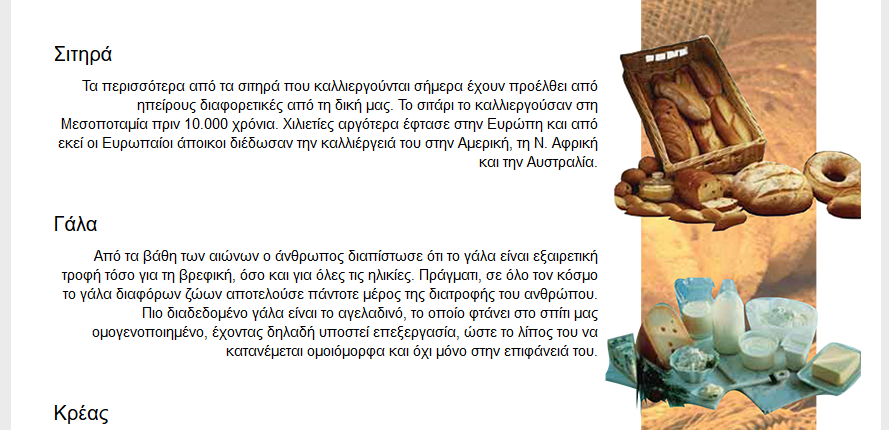 Σιτηρά
Τα περισσότερα από τα σιτηρά που καλλιεργούνται σήμερα έχουν προέλθει από
ηπείρους διαφορετικές από τη δική μας. Το σιτάρι το καλλιεργούσαν στη
Μεσοποταμία πριν 10.000 χρόνια. Χιλιετίες αργότερα έφτασε στην Ευρώπη και από
εκεί οι Ευρωπαίοι άποικοι διέδωσαν την καλλιέργειά του στην Αμερική, τη Ν. Αφρική
και την Αυστραλία.
Γάλα
Από τα βάθη των αιώνων ο άνθρωπος διαπίστωσε ότι το γάλα είναι εξαιρετική
τροφή τόσο για τη βρεφική, όσο και για όλες τις ηλικίες. Πράγματι, σε όλο τον κόσμο
το γάλα διαφόρων ζώων αποτελούσε πάντοτε μέρος της διατροφής του ανθρώπου.
Πιο διαδεδομένο γάλα είναι το αγελαδινό, το οποίο φτάνει στο σπίτι μας
ομογενοποιημένο, έχοντας δηλαδή υποστεί επεξεργασία, ώστε το λίπος του να
κατανέμεται ομοιόμορφα και όχι μόνο στην επιφάνειά του.
Κρέας